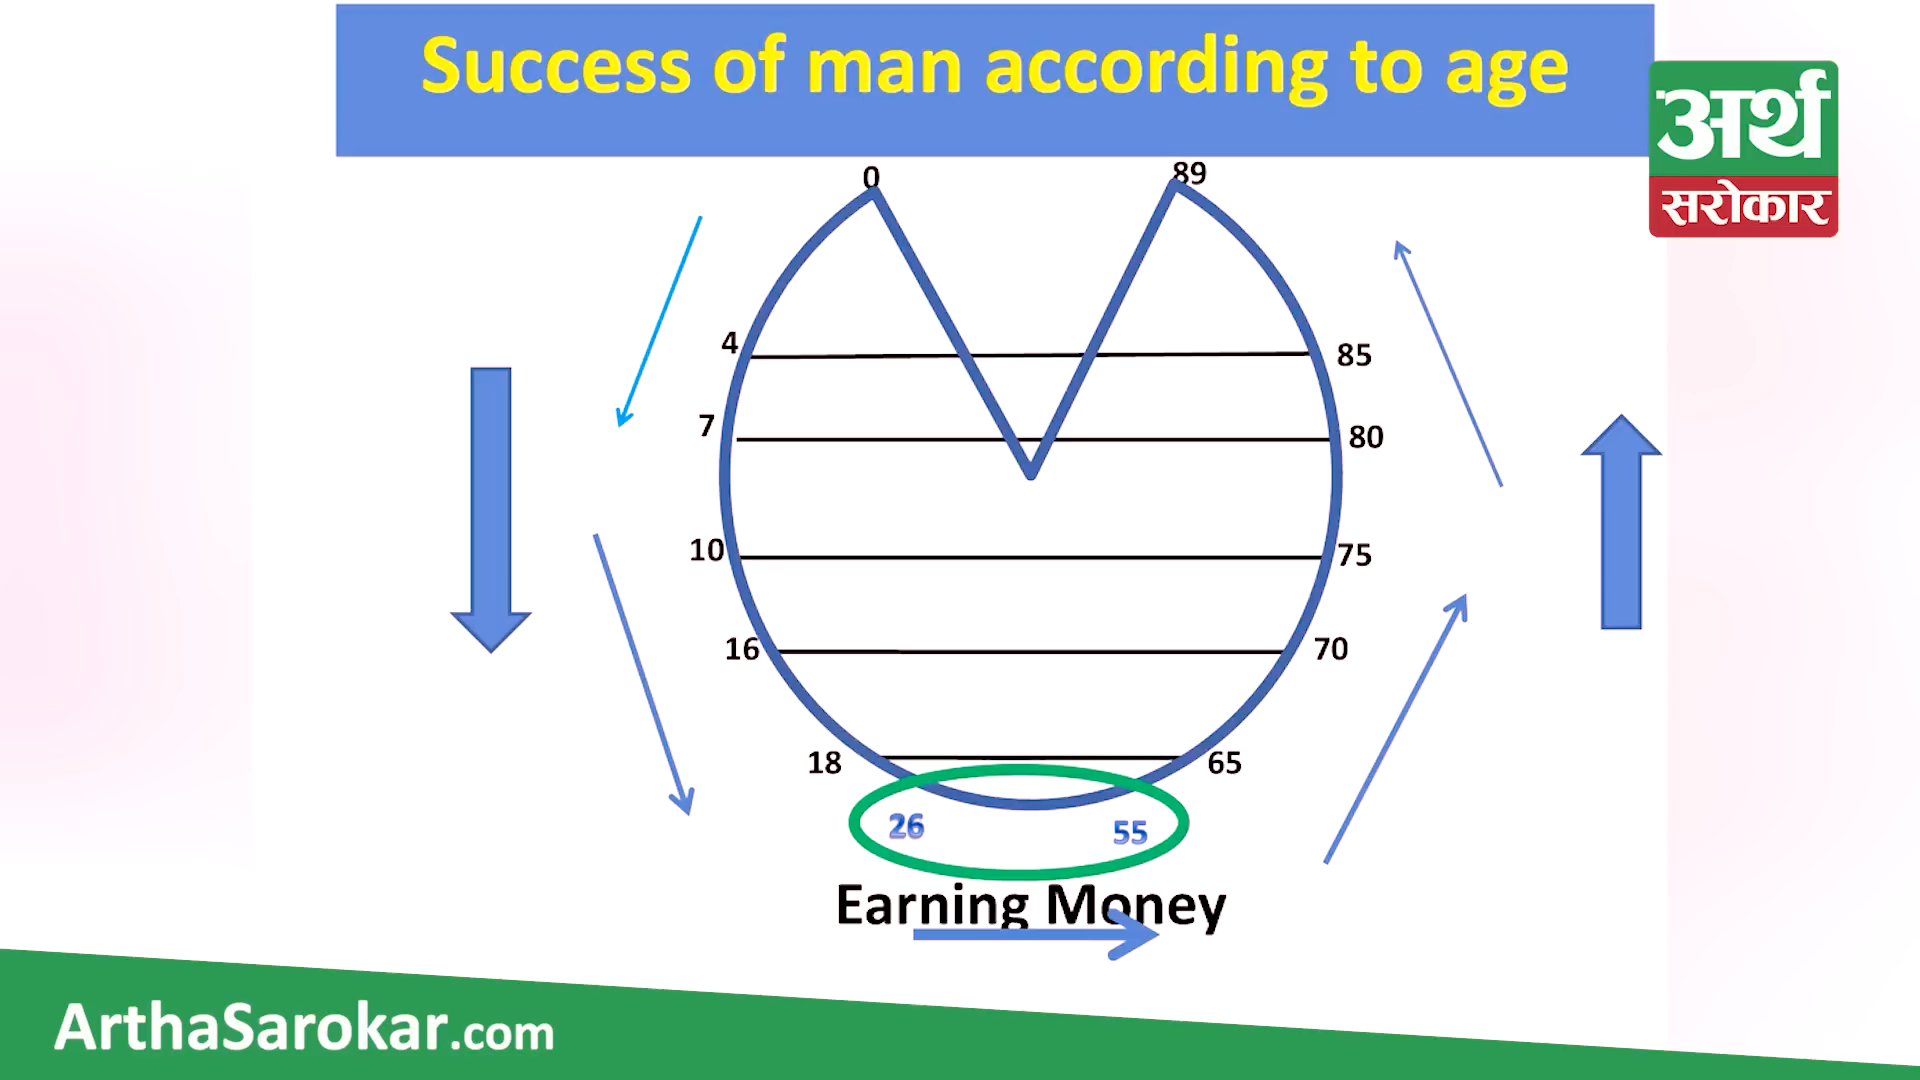 Success of man according to age
अर्थ
सरोकार
0 89
4 85
7 80
10 75
16 70
18 65
26 55
Earning Money
ArthaSarokar.com